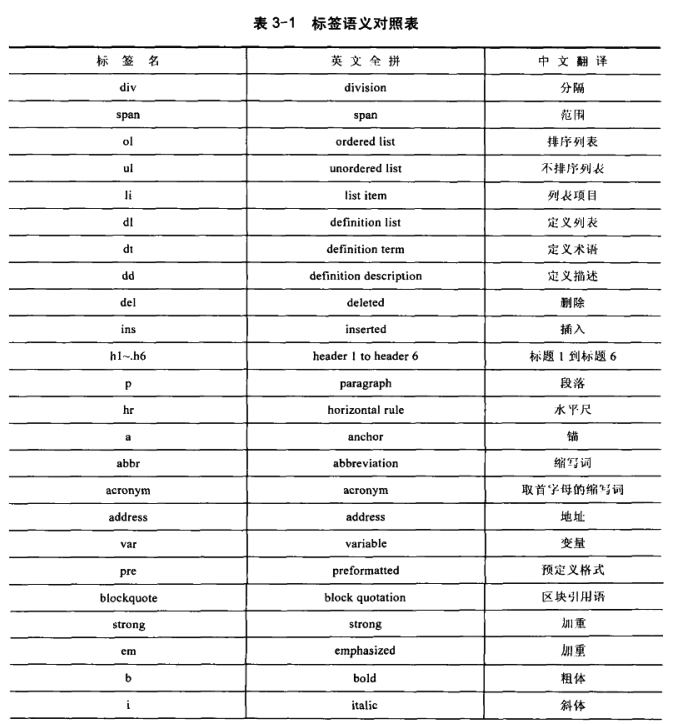 表 3-1 标签语义对照表
标 签 名 英 文 全 拼 中 文 翻 译
div division 分隔
span span 范围
ol ordered list 排序列表
ul unordered list 不排序列表
li list item 列表项目
dl definition list 定义列表
dt definition term 定义术语
dd definition description 定义描述
del deleted 删除
ins inserted 插入
h1~h6 header 1 to header 6 标题 1 到标题 6
p paragraph 段落
hr horizontal rule 水平尺
a anchor 锚
abbr abbreviation 缩写词
acronym acronym 取首字母的缩写词
address address 地址
var variable 变量
pre preformatted 预定义格式
blockquote block quotation 区块引用语
strong strong 加重
em emphasized 加重
b bold 粗体
i italic 斜体